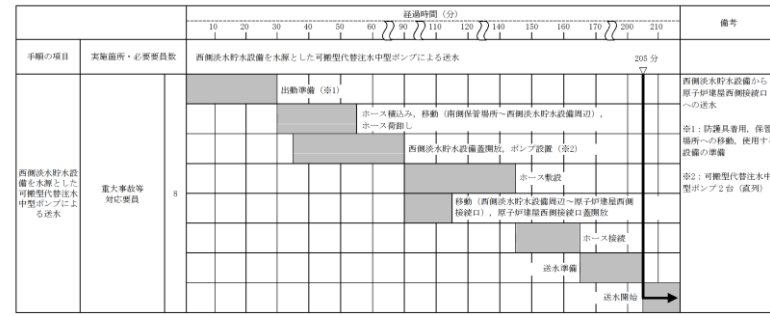 経過時間（分）
備考
10 20 30 40 50 60 90 100 110 120 130 140 150 160 170 200 210
手順の項目
実施箇所・必要要員数
西側淡水貯水設備を水源とした可搬型代替注水中型ポンプによる送水
205 分
西側淡水貯水設備を水源とした可搬型代替注水中型ポンプによる送水
重大事故等
対応要員
8
出動準備（※1）
ホース積込み，移動（南側保管場所～西側淡水貯水設備周辺），
ホース荷卸し
西側淡水貯水設備蓋開放，ポンプ設置（※2）
ホース敷設
移動（西側淡水貯水設備周辺～原子炉建屋西側
接続口），原子炉建屋西側接続口蓋開放
ホース接続
送水準備
送水開始
西側淡水貯水設備から
原子炉建屋西側接続口
への送水
※1：防護具着用，保管
場所への移動，使用する
設備の準備
※2：可搬型代替注水中
型ポンプ2台（直列）